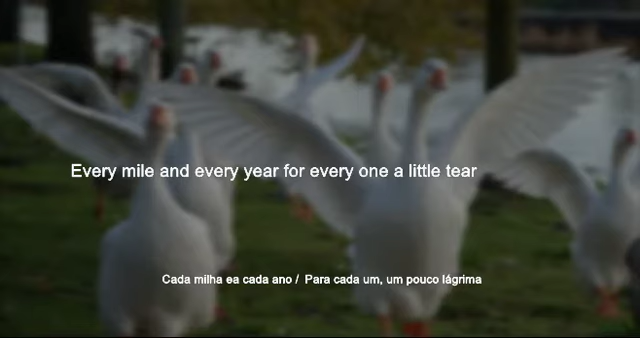 Every mile and every year for every one a little tear
Cada milha ea cada ano / Para cada um, um pouco lágrima